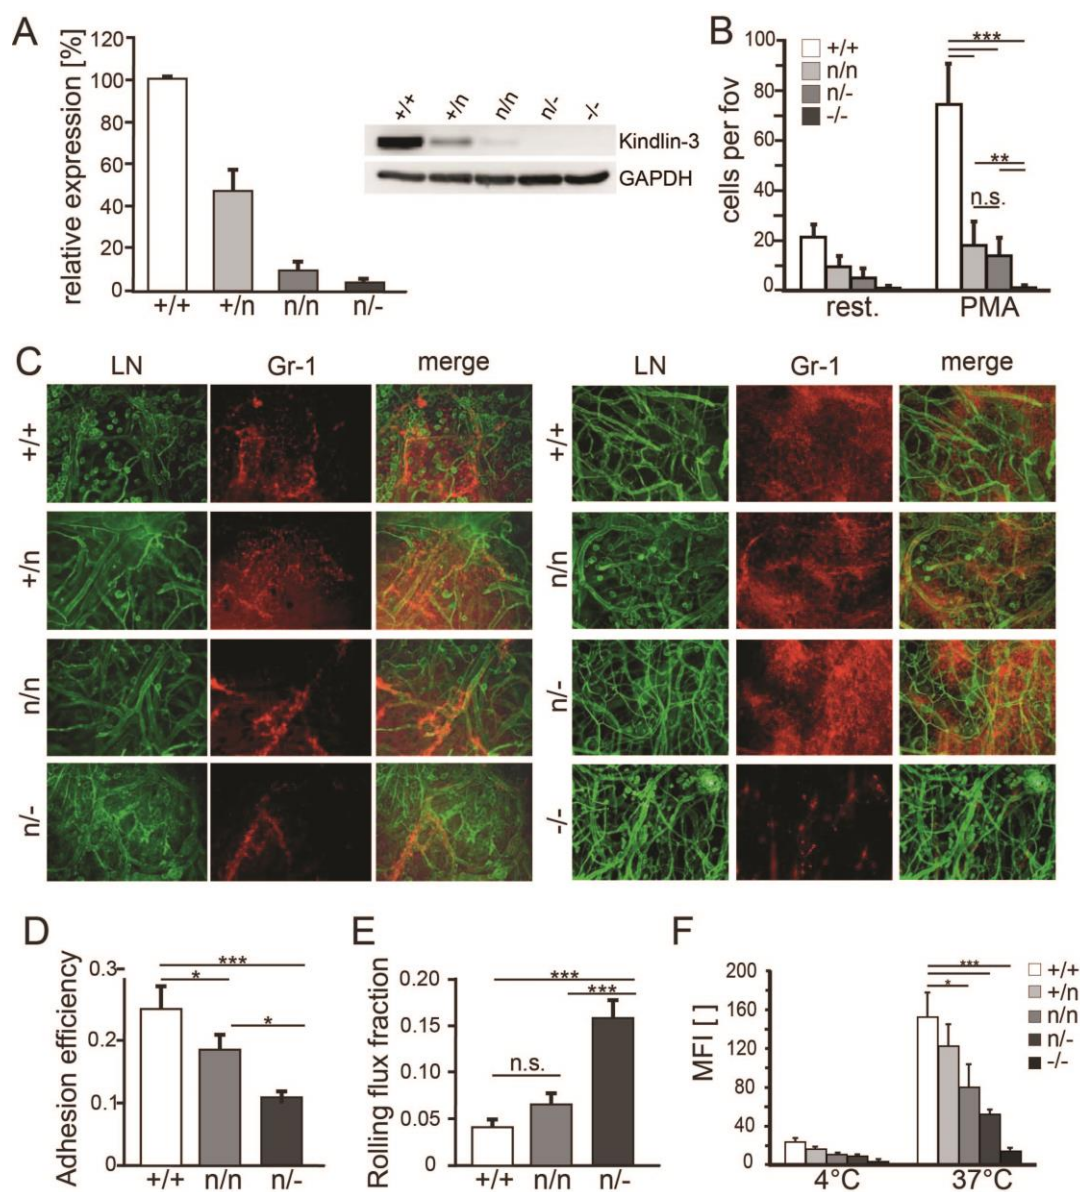 A
relative expression [%]
120
100
80
60
40
20
0
+/+ +/n n/n n/-
+/+ +/n n/n n/- -/-
Kindlin-3
GAPDH
B
cells per fov
100
80
60
40
20
0
+/+
n/n
n/-
-/-
***
**
n.s.
rest. PMA
C
LN Gr-1 merge
+/+
+/n
n/n
n/-
LN Gr-1 merge
+/+
n/n
n/-
-/-
D
Adhesion efficiency
0.3
0.2
0.1
0
***
*
*
+/+ n/n n/-
E
Rolling flux fraction
0.20
0.15
0.10
0.05
0
***
***
n.s.
+/+ n/n n/-
F
MFI [ ]
200
160
120
80
40
0
***
*
+/+
+/n
n/n
n/-
-/-
4°C 37°C